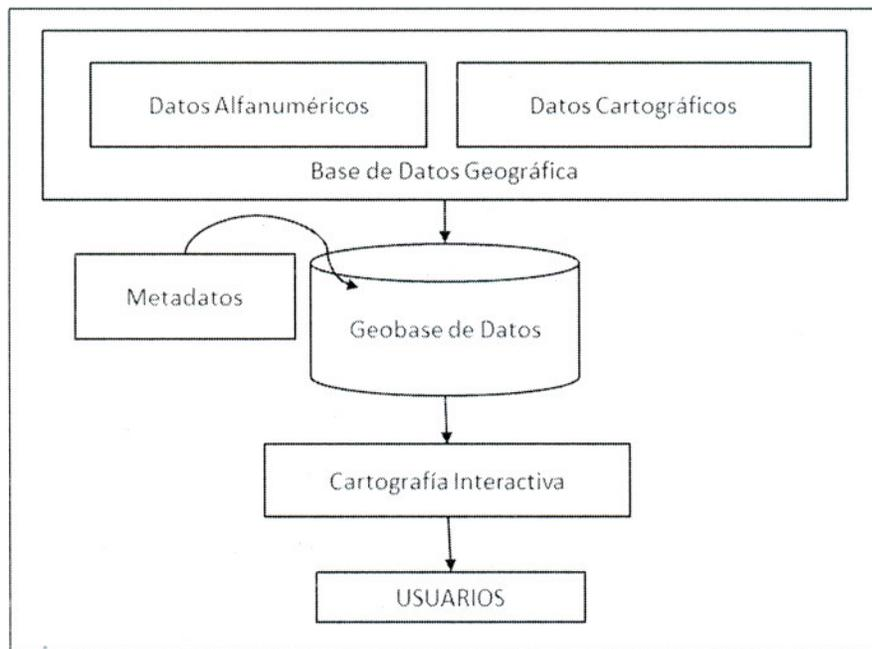 Datos Alfanuméricos
Datos Cartográficos
Base de Datos Geográfica
Metadatos
Geobase de Datos
Cartografía Interactiva
USUARIOS